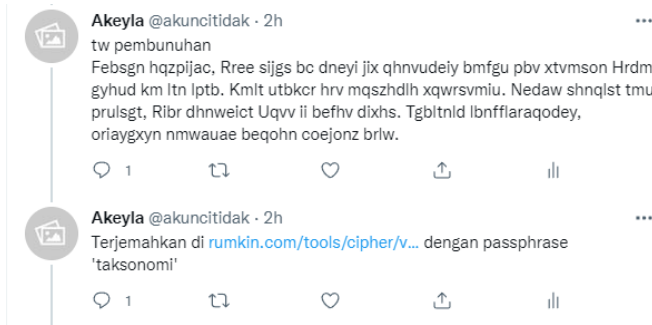 Akeyla @akuncitidak · 2h
tw pembunuhan
Febsgn hqzpijac, Rree sijgs bc dneyi jix qhnvudeiy bmfgu pbv xtvmson Hrdm
gyhud km ltn lptb. Kmlt utbkcr hrv mqszhdlh xqwrsvmiu. Nedaw shnqlst tmu
prulsgt, Ribr dhnweict Uqvv ii befhv dixhs. Tgbltnld lbnfflaraqodey,
oriaygxyn nmwauae beqohn coejonz brlw.
1
Akeyla @akuncitidak · 2h
Terjemahkan di rumkin.com/tools/cipher/v... dengan passphrase
'taksonomi'
1